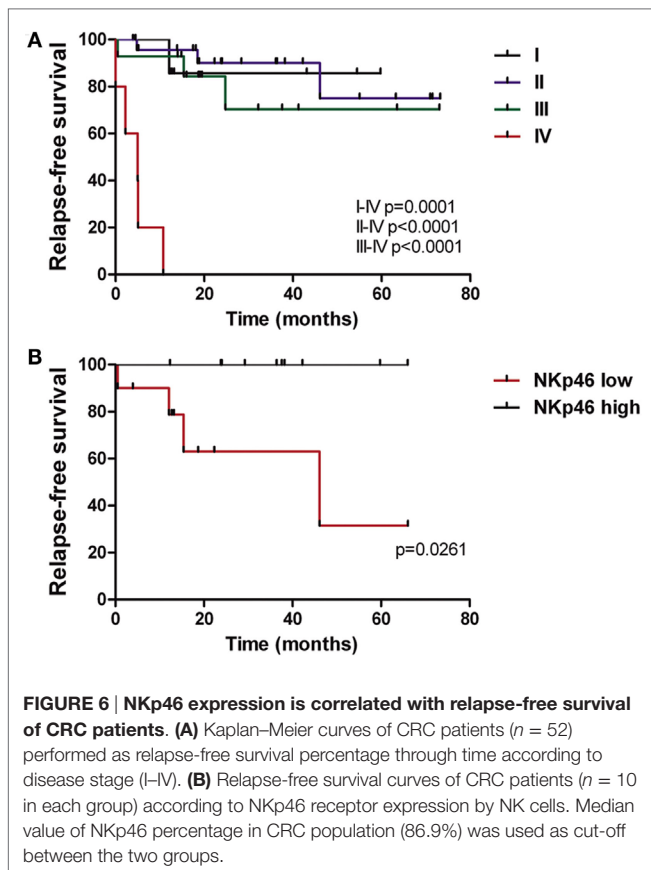 A
Relapse-free survival
100
80
60
40
20
0
0 20 40 60 80
Time (months)
I
II
III
IV
I-IV p=0.0001
II-IV p<0.0001
III-IV p<0.0001
B
Relapse-free survival
100
80
60
40
20
0
0 20 40 60 80
Time (months)
NKp46 low
NKp46 high
p=0.0261
FIGURE 6 | NKp46 expression is correlated with relapse-free survival
of CRC patients. (A) Kaplan–Meier curves of CRC patients (n = 52)
performed as relapse-free survival percentage through time according to
disease stage (I–IV). (B) Relapse-free survival curves of CRC patients (n = 10
in each group) according to NKp46 receptor expression by NK cells. Median
value of NKp46 percentage in CRC population (86.9%) was used as cut-off
between the two groups.